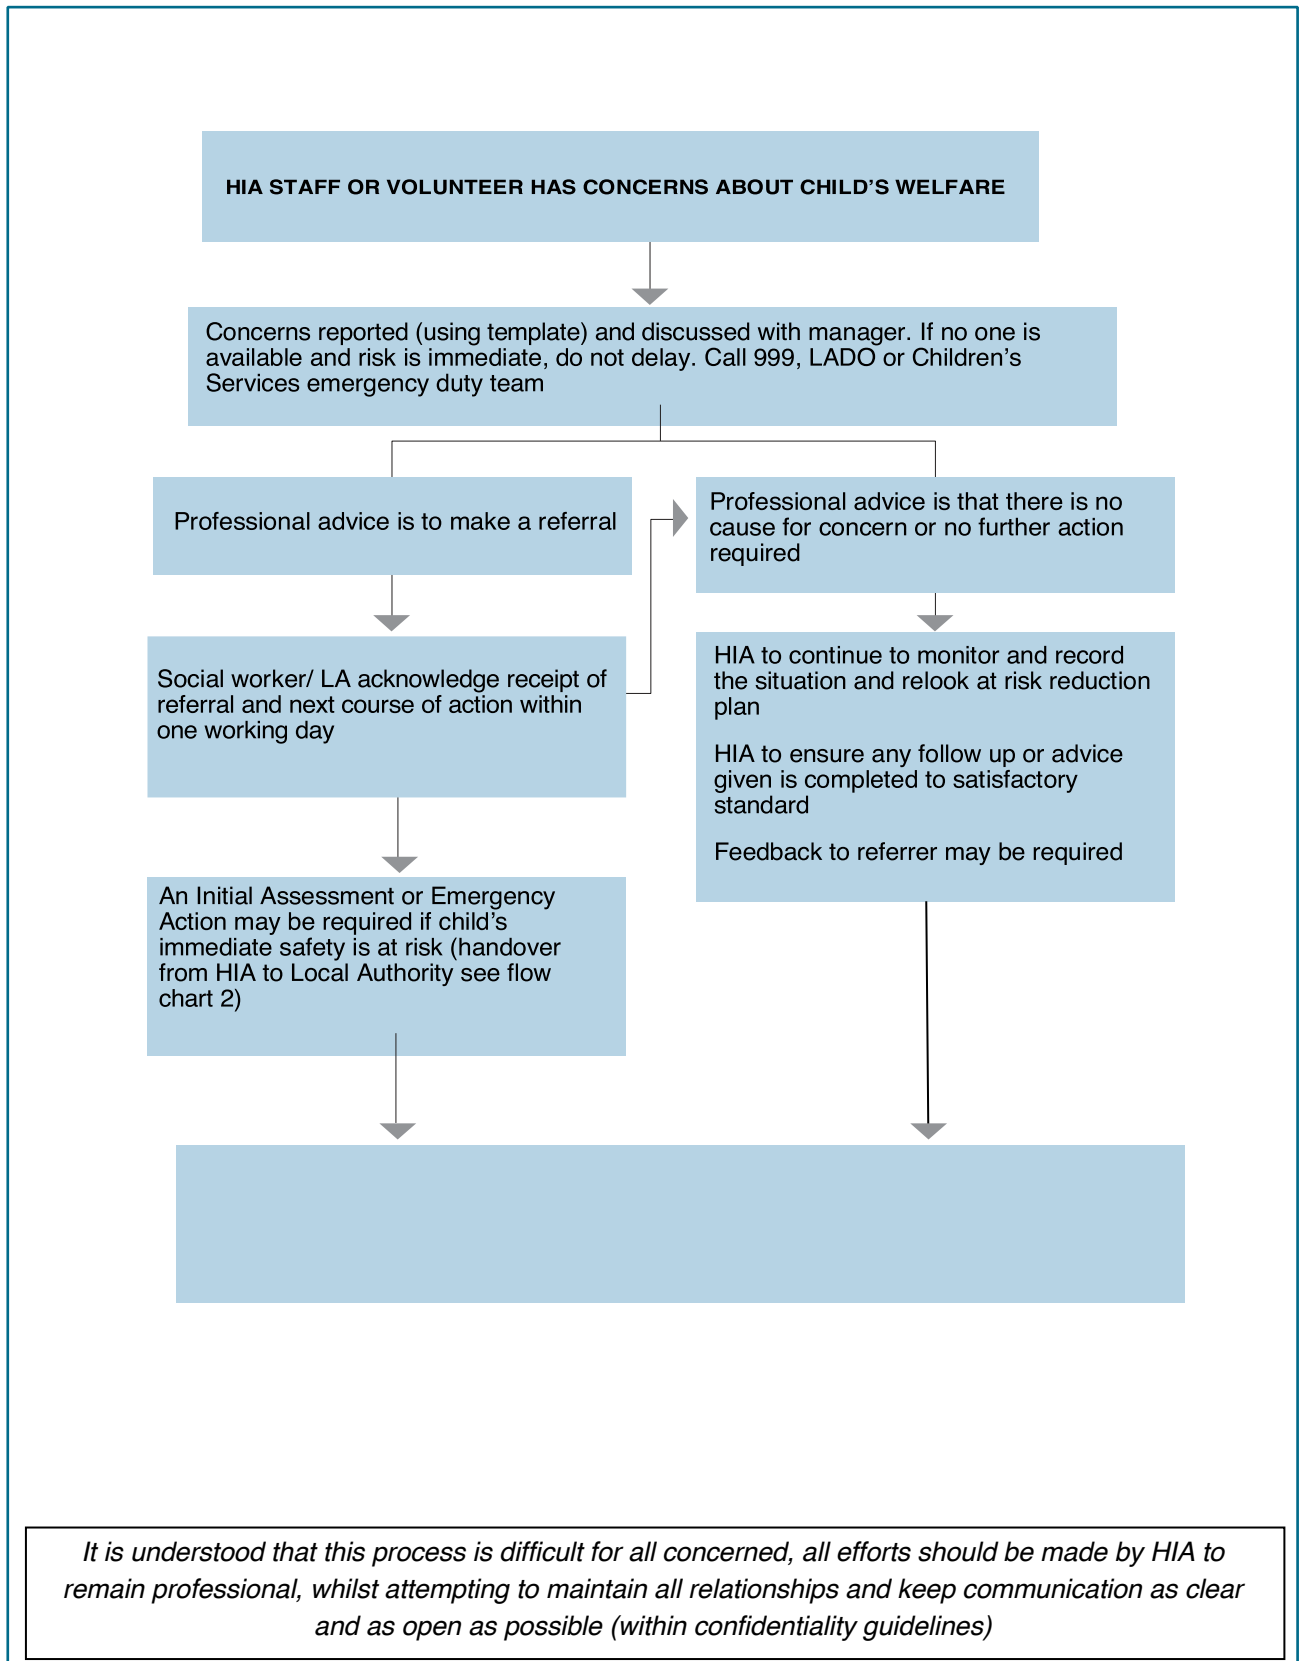 HIA STAFF OR VOLUNTEER HAS CONCERNS ABOUT CHILD’S WELFARE
Concerns reported (using template) and discussed with manager. If no one is
available and risk is immediate, do not delay. Call 999, LADO or Children’s
Services emergency duty team
Professional advice is to make a referral
Professional advice is that there is no
cause for concern or no further action
required
Social worker/ LA acknowledge receipt of
referral and next course of action within
one working day
HIA to continue to monitor and record
the situation and relook at risk reduction
plan
HIA to ensure any follow up or advice
given is completed to satisfactory
standard
Feedback to referrer may be required
An Initial Assessment or Emergency
Action may be required if child’s
immediate safety is at risk (handover
from HIA to Local Authority see flow
chart 2)
It is understood that this process is difficult for all concerned, all efforts should be made by HIA to
remain professional, whilst attempting to maintain all relationships and keep communication as clear
and as open as possible (within confidentiality guidelines)